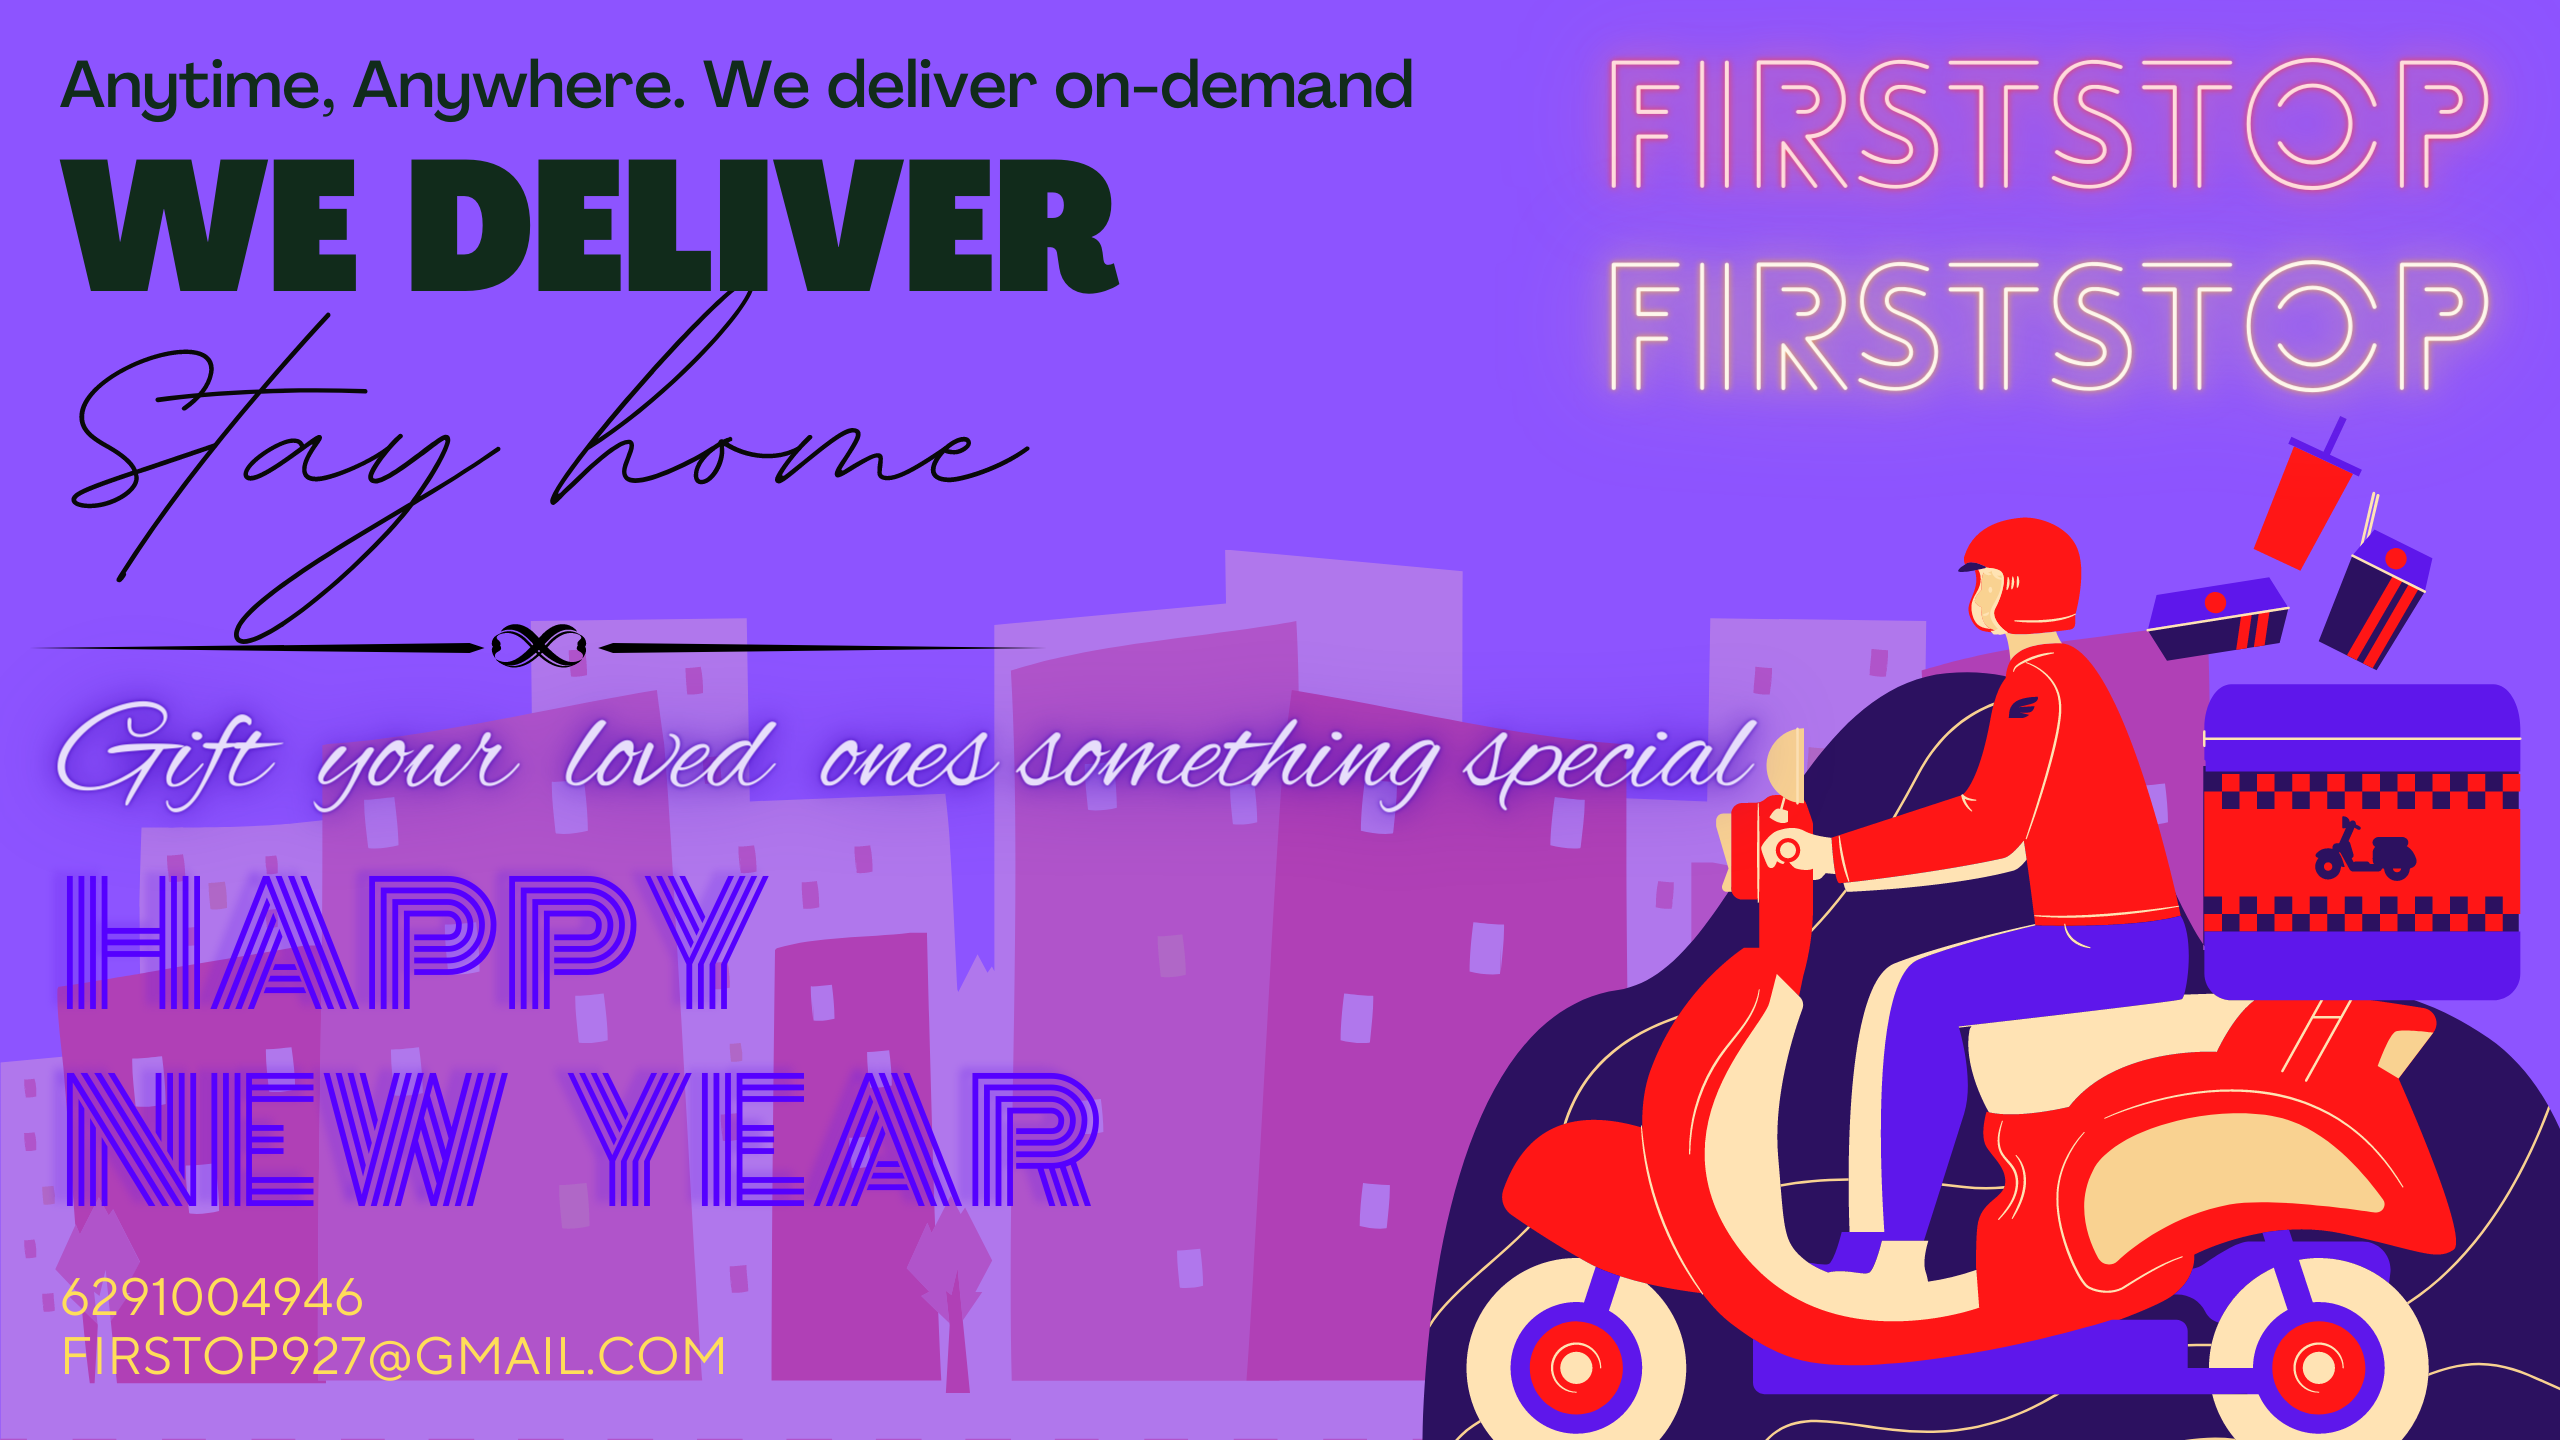 Anytime, Anywhere. We deliver on-demand
WE DELIVER
Stay home
FIRSTSTOP
FIRSTSTOP
Gift your loved ones something special
HAPPY
NEW YEAR
6291004946
FIRSTOP927@GMAIL.COM